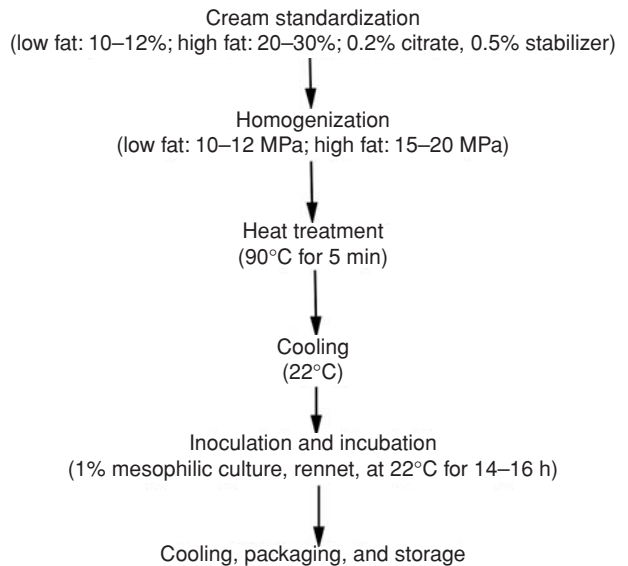 Cream standardization
(low fat: 10–12%; high fat: 20–30%; 0.2% citrate, 0.5% stabilizer)
Homogenization
(low fat: 10–12 MPa; high fat: 15–20 MPa)
Heat treatment
(90°C for 5 min)
Cooling
(22°C)
Inoculation and incubation
(1% mesophilic culture, rennet, at 22°C for 14–16 h)
Cooling, packaging, and storage